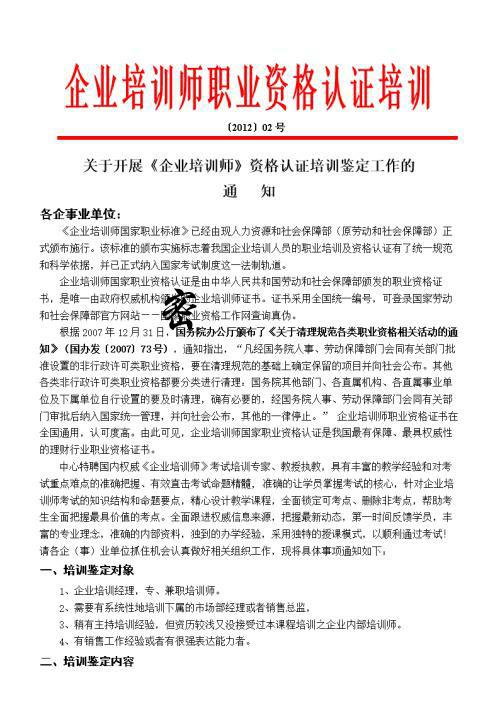 企业培训师职业资格认证培训
〔2012〕02号
关于开展《企业培训师》资格认证培训鉴定工作的
通 知
各企事业单位：
《企业培训师国家职业标准》已经由现人力资源和社会保障部（原劳动和社会保障部）正
式颁布施行。该标准的颁布实施标志着我国企业培训人员的职业培训及资格认证有了统一规范
和科学依据，并已正式纳入国家考试制度这一法制轨道。
企业培训师国家职业资格认证是由中华人民共和国劳动和社会保障部颁发的职业资格证
书，是唯一由政府权威机构颁 的企业培训师证书。证书采用全国统一编号，可登录国家劳动
和社会保障部官方网站－－国 业资格工作网查询真伪。
密
根据2007年12月31日，国务院办公厅颁布了《关于清理规范各类职业资格相关活动的通
知》（国办发〔2007〕73号），通知指出，“凡经国务院人事、劳动保障部门会同有关部门批
准设置的非行政许可类职业资格，要在清理规范的基础上确定保留的项目并向社会公布。其他
各类非行政许可类职业资格都要分类进行清理：国务院其他部门、各直属机构、各直属事业单
位及下属单自行设置的要及时清理，确有必要的，经国务院人事、劳动保障部门会同有关部
门审批后纳入国家统一管理，并向社会公布，其他的一律停止。” 企业培训师职业资格证书在
全国通用，认可度高。由此可见，企业培训师国家职业资格认证是我国最有保障、最具权威性
的理财行业职业资格证书。
中心特聘国内权威《企业培训师》考试培训专家、教授执教，具有丰富的教学经验和对考
试重点难点的准确把握、有效直击考试命题精髓，准确的让学员掌握考试的核心，针对企业培
训师考试的知识结构和命题要点，精心设计教学课程，全面锁定可考点、删除非考点，帮助考
生全面把握最具价值的考点。全面跟进权威信息来源，把握最新动态，第一时间反馈学员，丰
富的专业理念，准确的内部资料，独到的办学经验，采用独特的授课模式，以顺利通过考试！
请各企（事）业单位抓住机会认真做好相关组织工作，现将具体事项通知如下：
一、培训鉴定对象
1、企业培训经理，专、兼职培训师。
2、需要有系统性地培训下属的市场部经理或者销售总监。
3、稍有主持培训经验，但资历较浅又没接受过本课程培训之企业内部培训师。
4、有销售工作经验或者有很强表达能力者。
二、培训鉴定内容